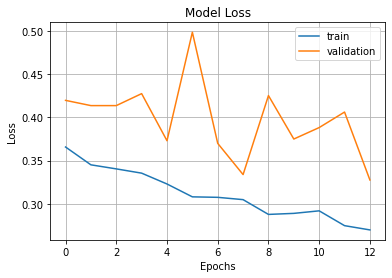 Model Loss
train
validation
0.50
0.45
0.40
0.35
0.30
Loss
0 2 4 6 8 10 12
Epochs